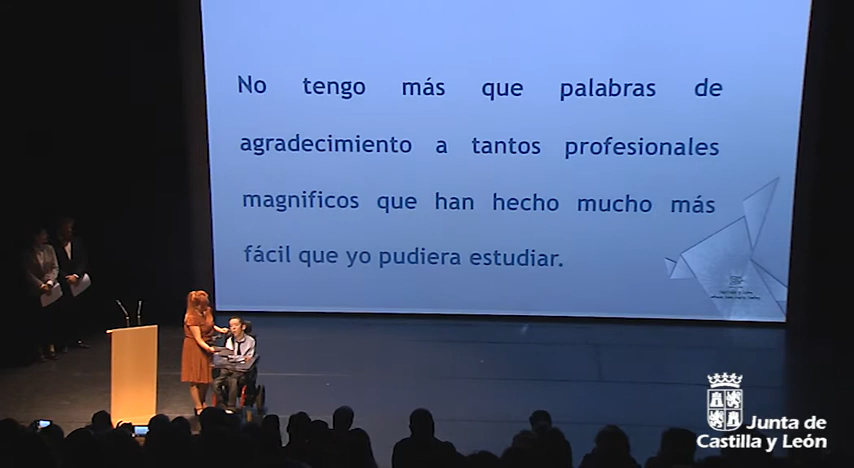 No tengo más que palabras de
agradecimiento a tantos profesionales
magnificos que han hecho mucho más
fácil que yo pudiera estudiar.
Junta de
Castilla y León